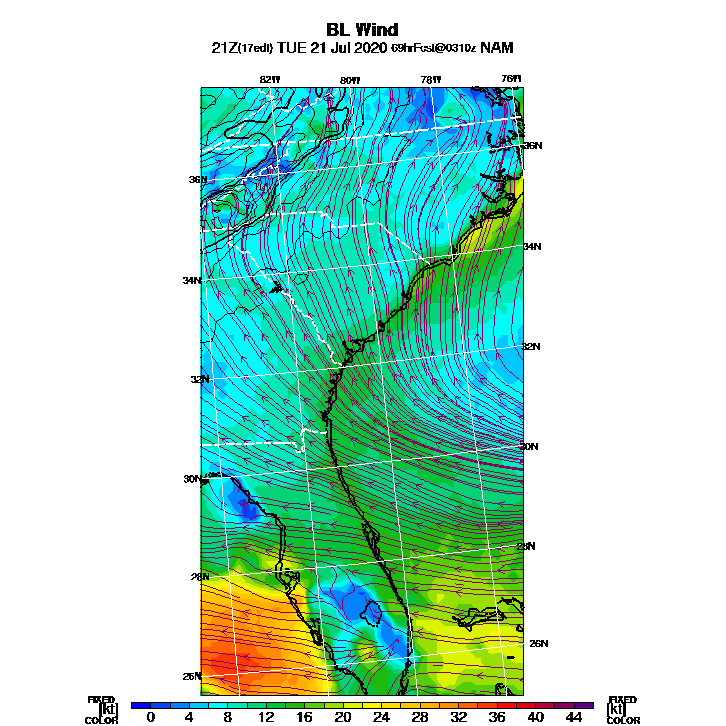 BL Wind
21Z(17edt) TUE 21 Jul 2020 69hrFcst@0310z NAM
82W 80W 78W 76W
36N
36N
34N
34N
32N
32N
30N
30N
28N
28N
26N
26N
FIXED [kt] COLOR 0 4 8 12 16 20 24 28 32 36 40 44 FIXED [kt] COLOR